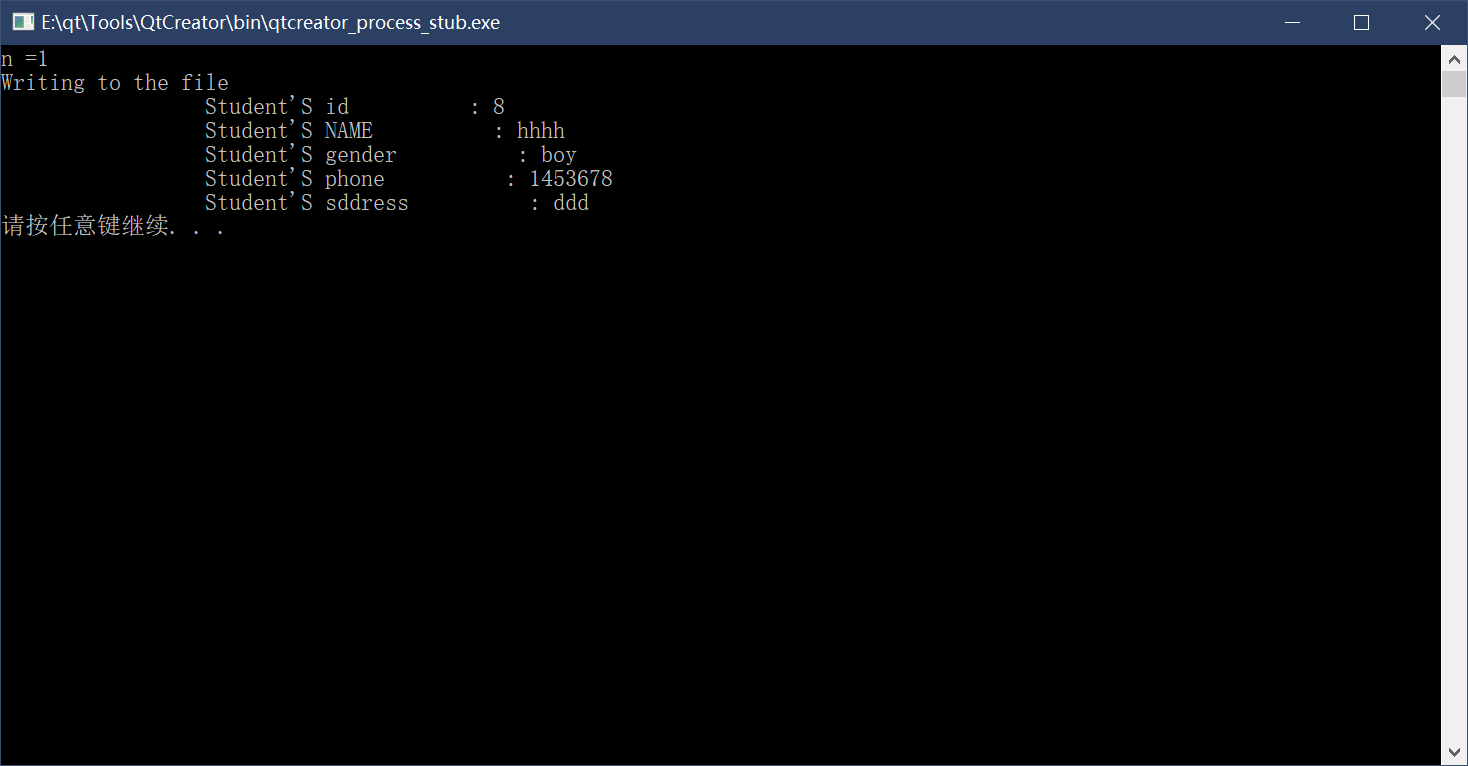 E:\qt\Tools\QtCreator\bin\qtcreator_process_stub.exe
n =1
Writing to the file
Student'S id          : 8
Student'S NAME          : hhhh
Student'S gender          : boy
Student'S phone          : 1453678
Student'S sddress          : ddd
请按任意键继续. . .